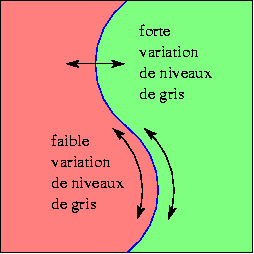 forte
variation
de niveaux
de gris
faible
variation
de niveaux
de gris